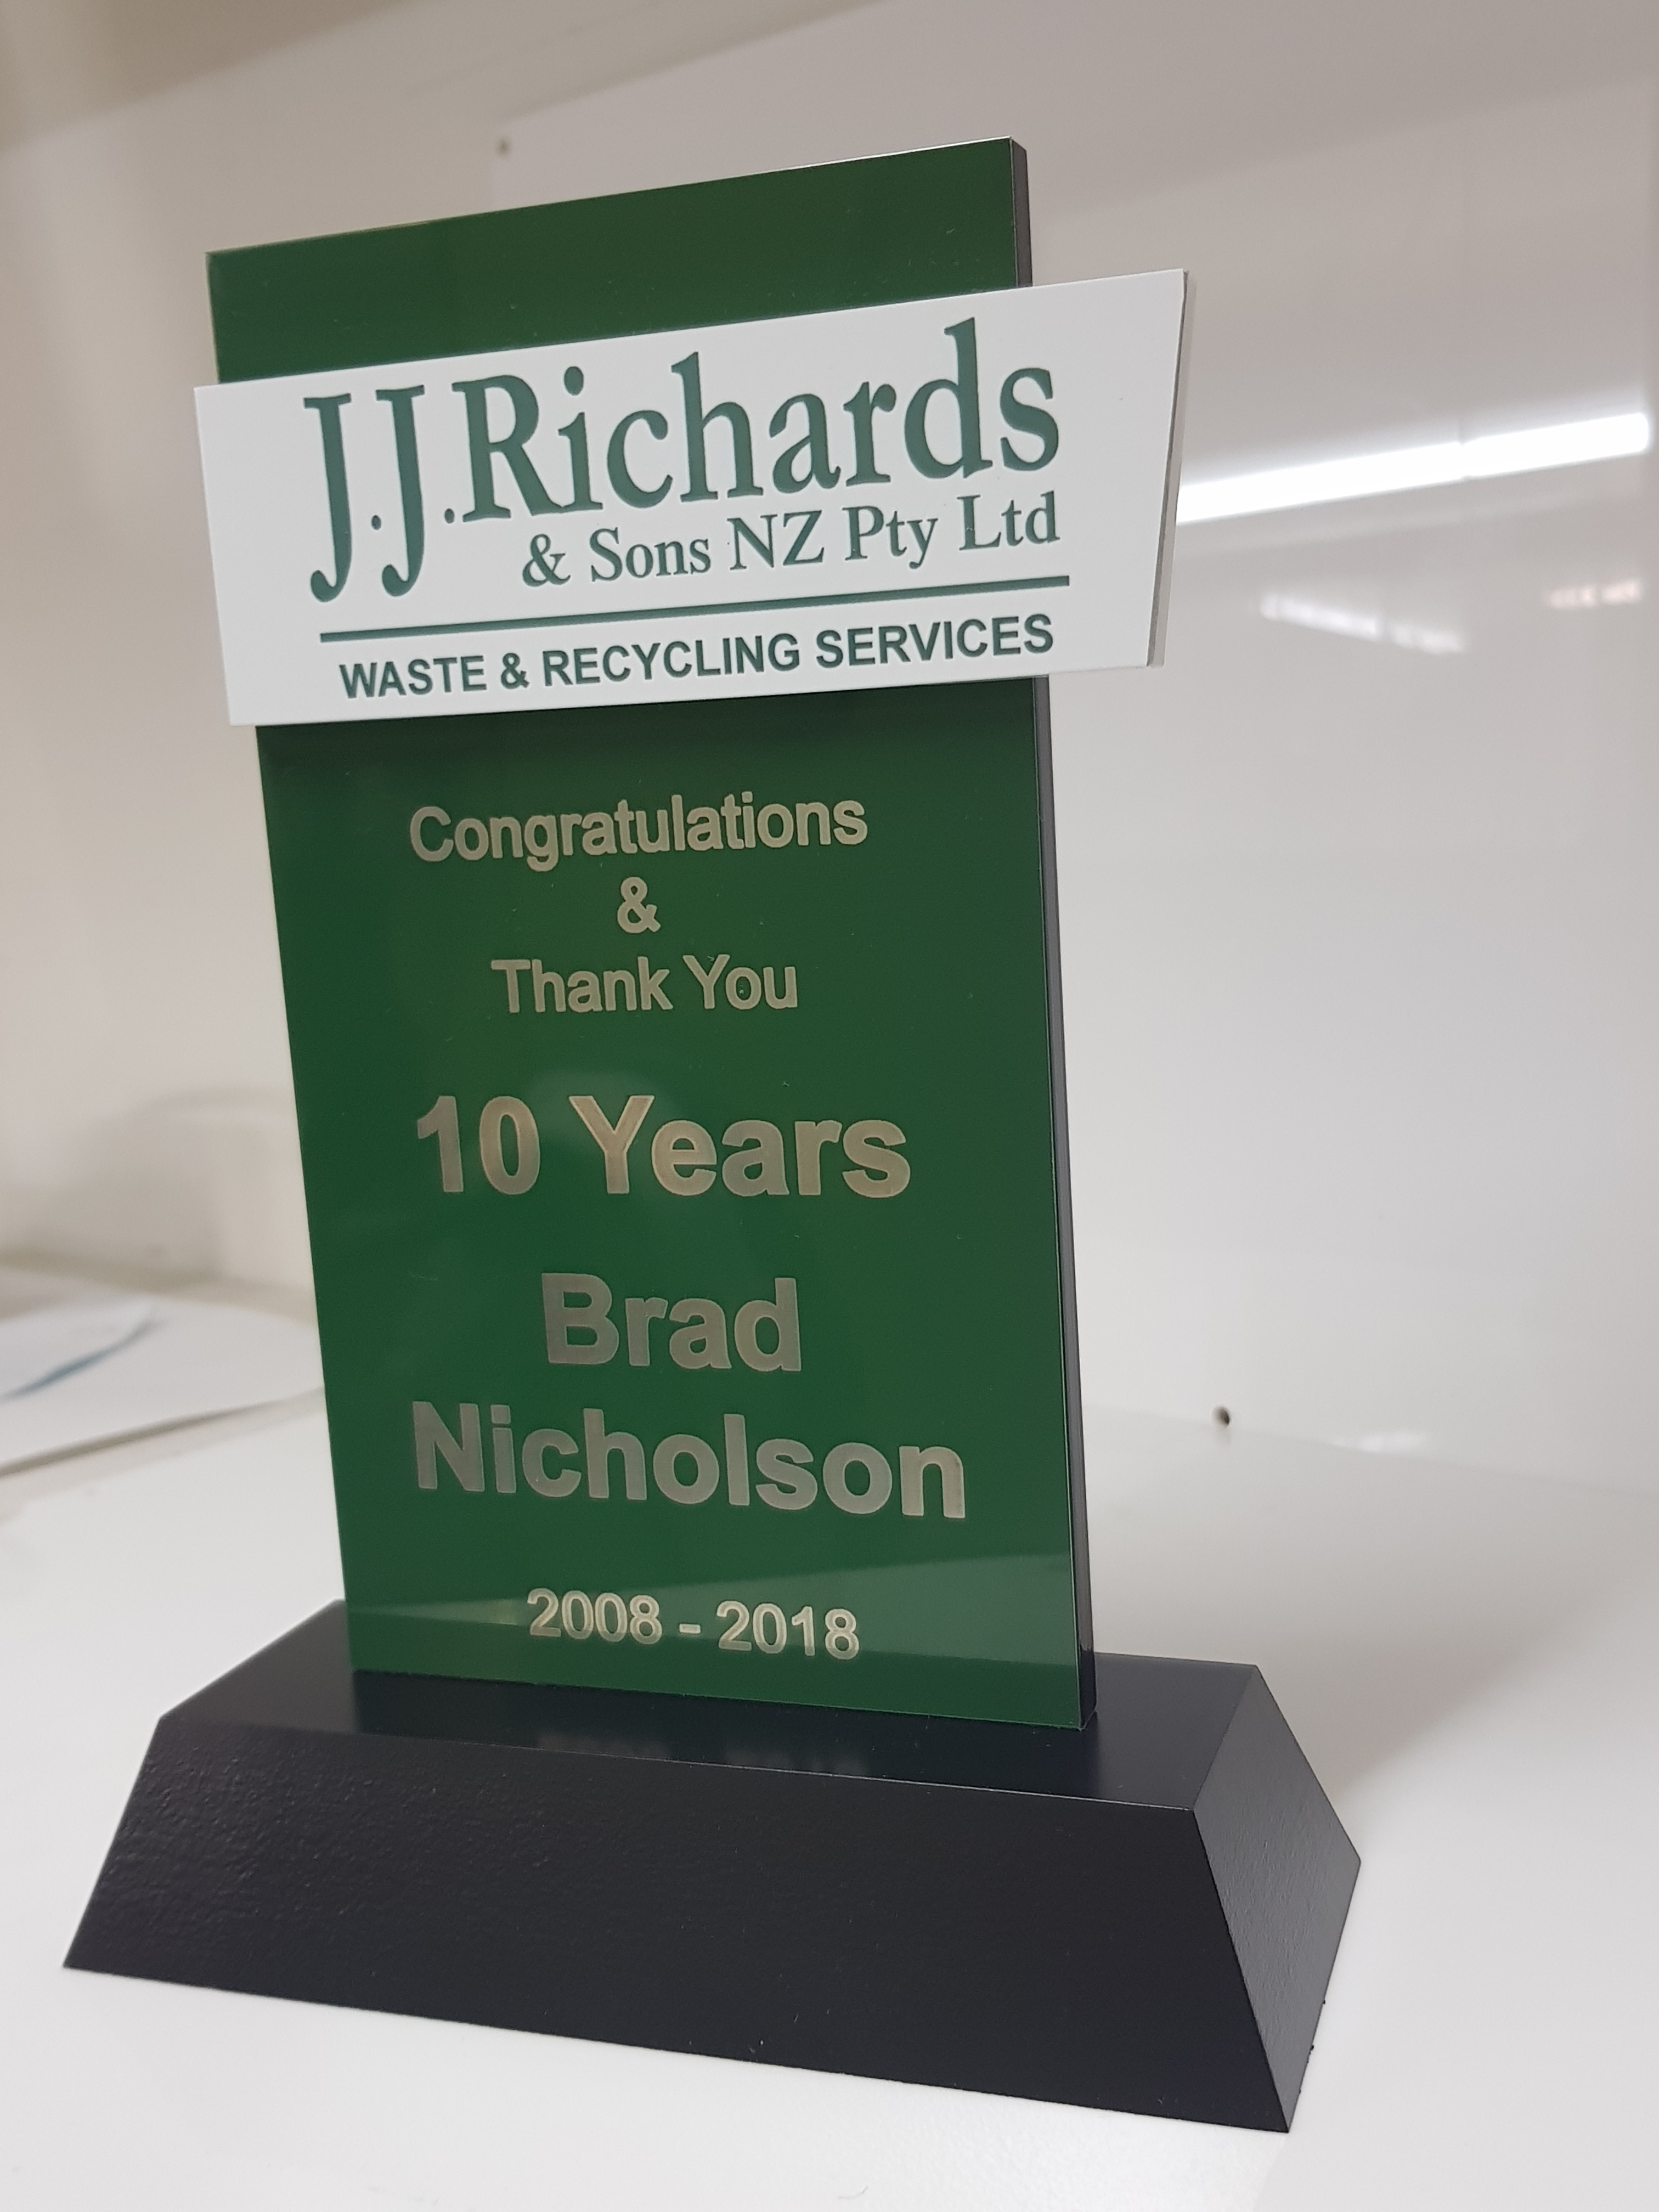 J.J.Richards
& Sons NZ Pty Ltd
WASTE & RECYCLING SERVICES
Congratulations
&
Thank You
10 Years
Brad
Nicholson
2008 - 2018